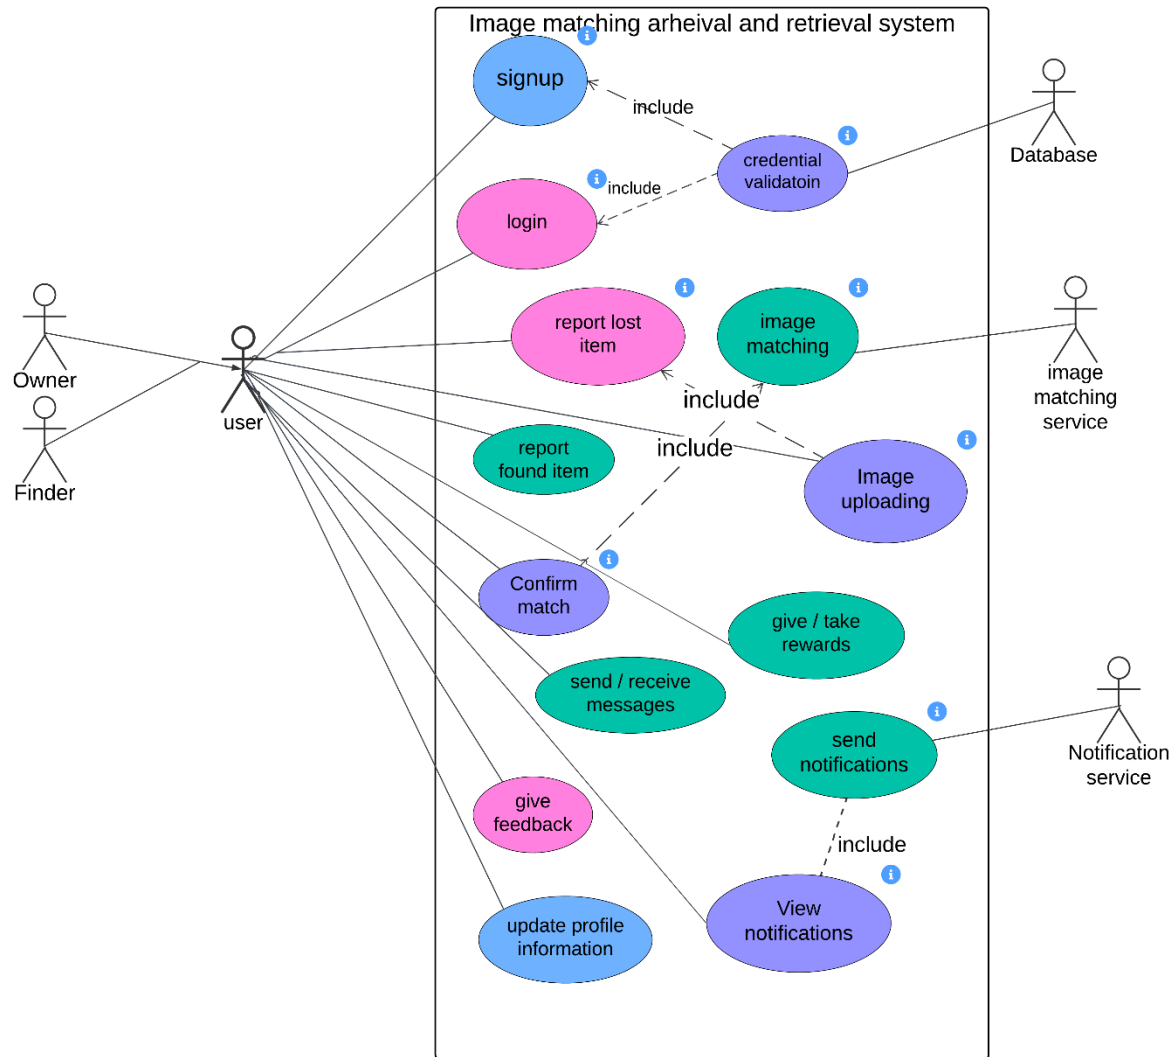 Image matching arheival and retrieval system
signup
include
credential
validatoin
Database
include
login
report lost
item
image
matching
Owner
user
image
matching
service
include
include
Finder
report
found item
Image
uploading
Confirm
match
give / take
rewards
send / receive
messages
send
notifications
Notification
service
give
feedback
include
View
notifications
update profile
information